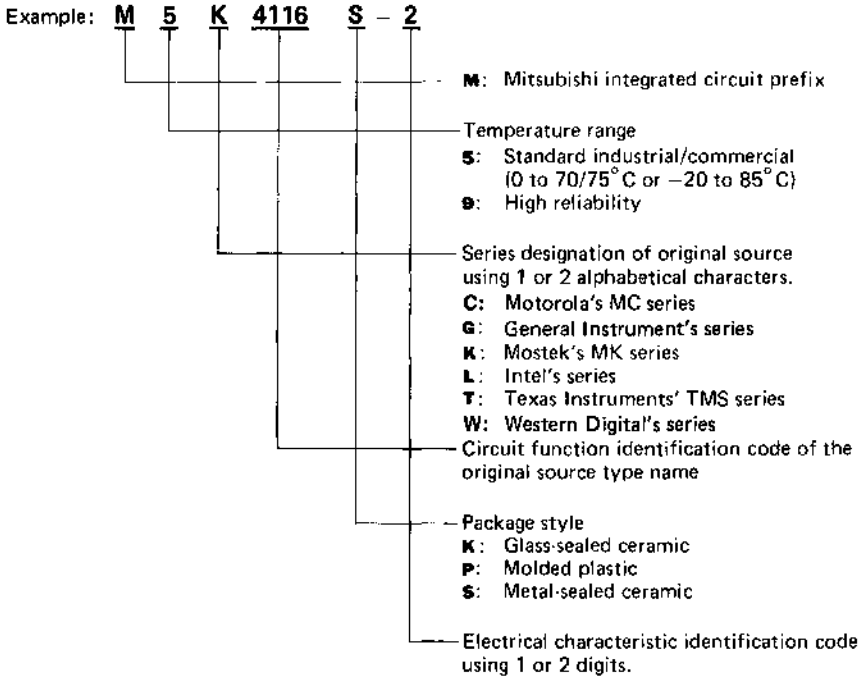 Example: M 5 K 4116 S – 2
M: Mitsubishi integrated circuit prefix
Temperature range
5: Standard industrial/commercial
(0 to 70/75°C or −20 to 85°C)
9: High reliability
Series designation of original source
using 1 or 2 alphabetical characters.
C: Motorola's MC series
G: General Instrument's series
K: Mostek's MK series
L: Intel's series
T: Texas Instruments' TMS series
W: Western Digital's series
Circuit function identification code of the
original source type name
Package style
K: Glass-sealed ceramic
P: Molded plastic
S: Metal-sealed ceramic
Electrical characteristic identification code
using 1 or 2 digits.